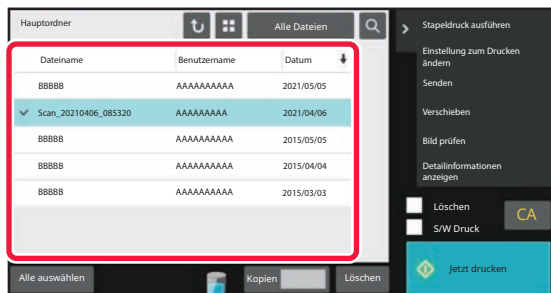 Hauptordner
Alle Dateien
Dateiname Benutzername Datum
BBBBB AAAAAAAAAA 2021/05/05
Scan_20210406_085320 AAAAAAAAA 2021/04/06
BBBBB AAAAAAAAAA 2015/05/05
BBBBB AAAAAAAAAA 2015/04/04
BBBBB AAAAAAAAAA 2015/03/03
Alle auswählen
Kopien
Löschen
Stapeldruck ausführen
Einstellung zum Drucken
ändern
Senden
Verschieben
Bild prüfen
Detailinformationen
anzeigen
Löschen
S/W Druck
CA
Jetzt drucken